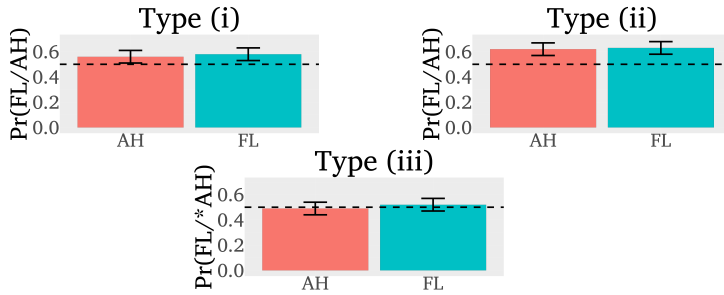 Type (i)
Pr(FL/AH)
0.6
0.4
0.2
0.0
AH FL
Type (ii)
Pr(FL/AH)
0.6
0.4
0.2
0.0
AH FL
Type (iii)
Pr(FL/*AH)
0.6
0.4
0.2
0.0
AH FL